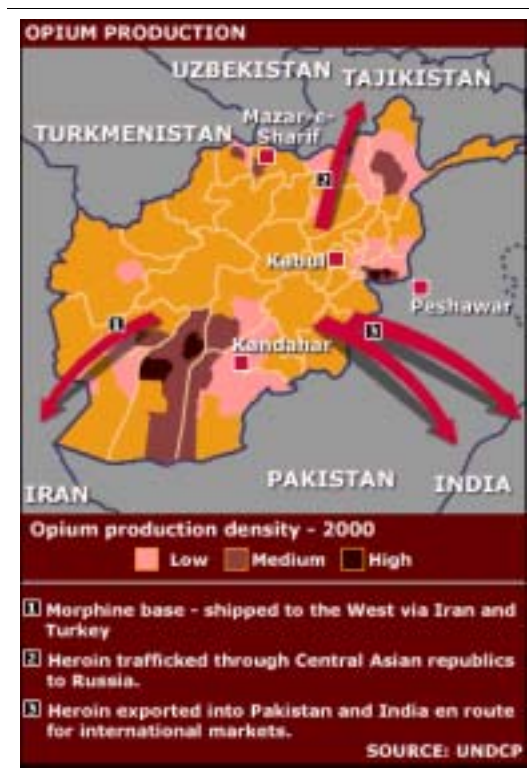 OPIUM PRODUCTION
UZBEKISTAN
TAJIKISTAN
Mazar-e-
Sharif
TURKMENISTAN
2
Kabul
Peshawar
1
3
Kandahar
PAKISTAN
INDIA
IRAN
Opium production density - 2000
Low Medium High
1 Morphine base - shipped to the West via Iran and
Turkey
2 Heroin trafficked through Central Asian republics
to Russia.
3 Heroin exported into Pakistan and India en route
for international markets.
SOURCE: UNDCP